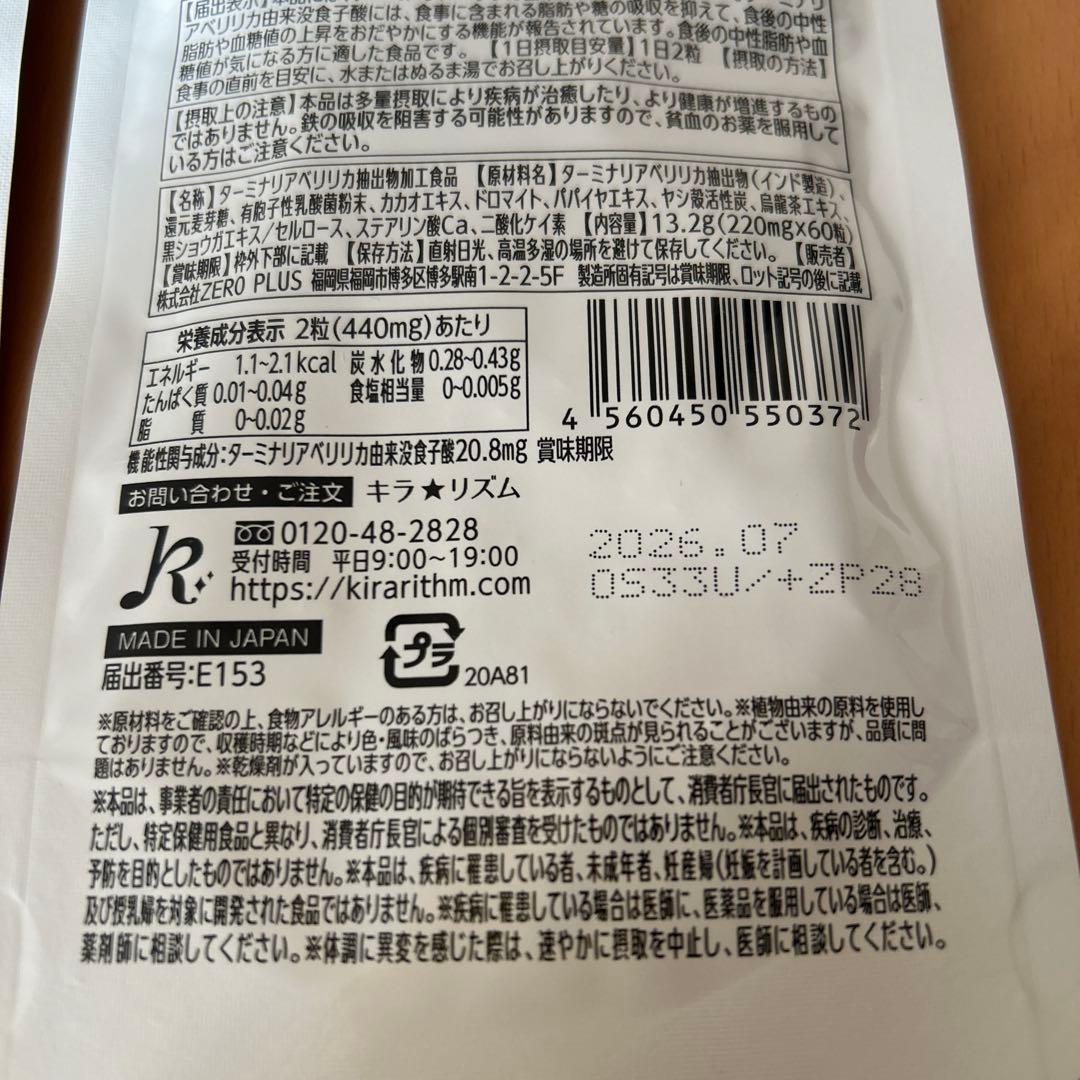 アベリリカ由来没食子酸には、食事に含まれる脂肪や糖の吸収を抑えて、食後の中性
脂肪や血糖値の上昇をおだやかにする機能が報告されています。食後の中性脂肪や血
糖値が気になる方に適した食品です。 【1日摂取目安量】1日2粒 【摂取の方法】
食事の直前を目安に、水またはぬるま湯でお召し上がりください。
【摂取上の注意】本品は多量摂取により疾病が治癒したり、より健康が増進するもの
ではありません。鉄の吸収を阻害する可能性がありますので、貧血のお薬を服用して
いる方はご注意ください。
【名称】ターミナリアベリリカ抽出物加工食品 【原材料名】ターミナリアベリリカ抽出物(インド製造)、
還元麦芽糖、有胞子性乳酸菌粉末、カカオエキス、ドロマイト、パパイヤエキス、ヤシ殻活性炭、烏龍茶エキス、
黒ショウガエキス/セルロース、ステアリン酸Ca、二酸化ケイ素 【内容量】13.2g(220mg×60粒)
【賞味期限】枠外下部に記載 【保存方法】直射日光、高温多湿の場所を避けて保存してください。 【販売者】
株式会社ZERO PLUS 福岡県福岡市博多区博多駅南1-2-2-5F 製造所固有記号は賞味期限、ロット記号の後に記載
栄養成分表示 2粒(440mg)あたり
エネルギー 1.1~2.1kcal 炭水化物 0.28~0.43g
たんぱく質 0.01~0.04g 食塩相当量 0~0.005g
脂質 0~0.02g
4 560450 550372
機能性関与成分:ターミナリアベリリカ由来没食子酸20.8mg 賞味期限
お問い合わせ・ご注文 キラ★リズム
0120-48-2828
受付時間 平日9:00~19:00
https://kirarithm.com
2026.07
0S33U/+ZP28
MADE IN JAPAN
届出番号:E153
プラ
20A81
※原材料をご確認の上、食物アレルギーのある方は、お召し上がりにならないでください。※植物由来の原料を使用し
ておりますので、収穫時期などにより色・風味のばらつき、原料由来の斑点が見られることがございますが、品質に問
題はありません。※乾燥剤が入っていますので、お召し上がりにならないようにご注意ください。
※本品は、事業者の責任において特定の保健の目的が期待できる旨を表示するものとして、消費者庁長官に届出されたものです。
ただし、特定保健用食品と異なり、消費者庁長官による個別審査を受けたものではありません。※本品は、疾病の診断、治療、
予防を目的としたものではありません。※本品は、疾病に罹患している者、未成年者、妊産婦(妊娠を計画している者を含む。)
及び授乳婦を対象に開発された食品ではありません。※疾病に罹患している場合は医師に、医薬品を服用している場合は医師、
薬剤師に相談してください。※体調に異変を感じた際は、速やかに摂取を中止し、医師に相談してください。